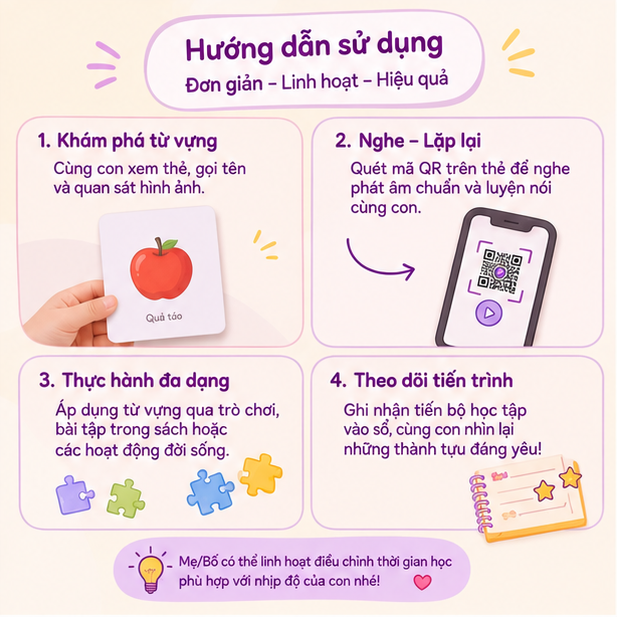 Hướng dẫn sử dụng
Đơn giản – Linh hoạt – Hiệu quả
1. Khám phá từ vựng
Cùng con xem thẻ, gọi tên
và quan sát hình ảnh.
Quả táo
2. Nghe – Lặp lại
Quét mã QR trên thẻ để nghe
phát âm chuẩn và luyện nói
cùng con.
3. Thực hành đa dạng
Áp dụng từ vựng qua trò chơi,
bài tập trong sách hoặc
các hoạt động đời sống.
4. Theo dõi tiến trình
Ghi nhận tiến bộ học tập
vào sổ, cùng con nhìn lại
những thành tựu đáng yêu!
Mẹ/Bố có thể linh hoạt điều chỉnh thời gian học
phù hợp với nhịp độ của con nhé!